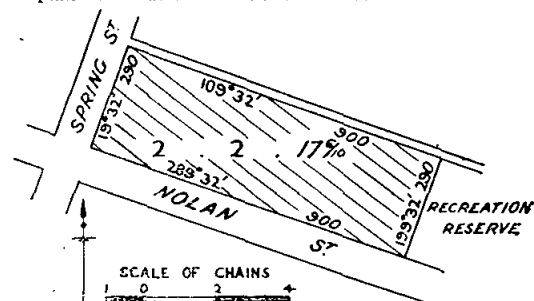 SPRING ST.
19°32' 290
109°32' 900
2 . 2 . 17 6/10
289°32' 900
199°32' 290
NOLAN ST.
RECREATION
RESERVE
SCALE OF CHAINS
1 0 2 4